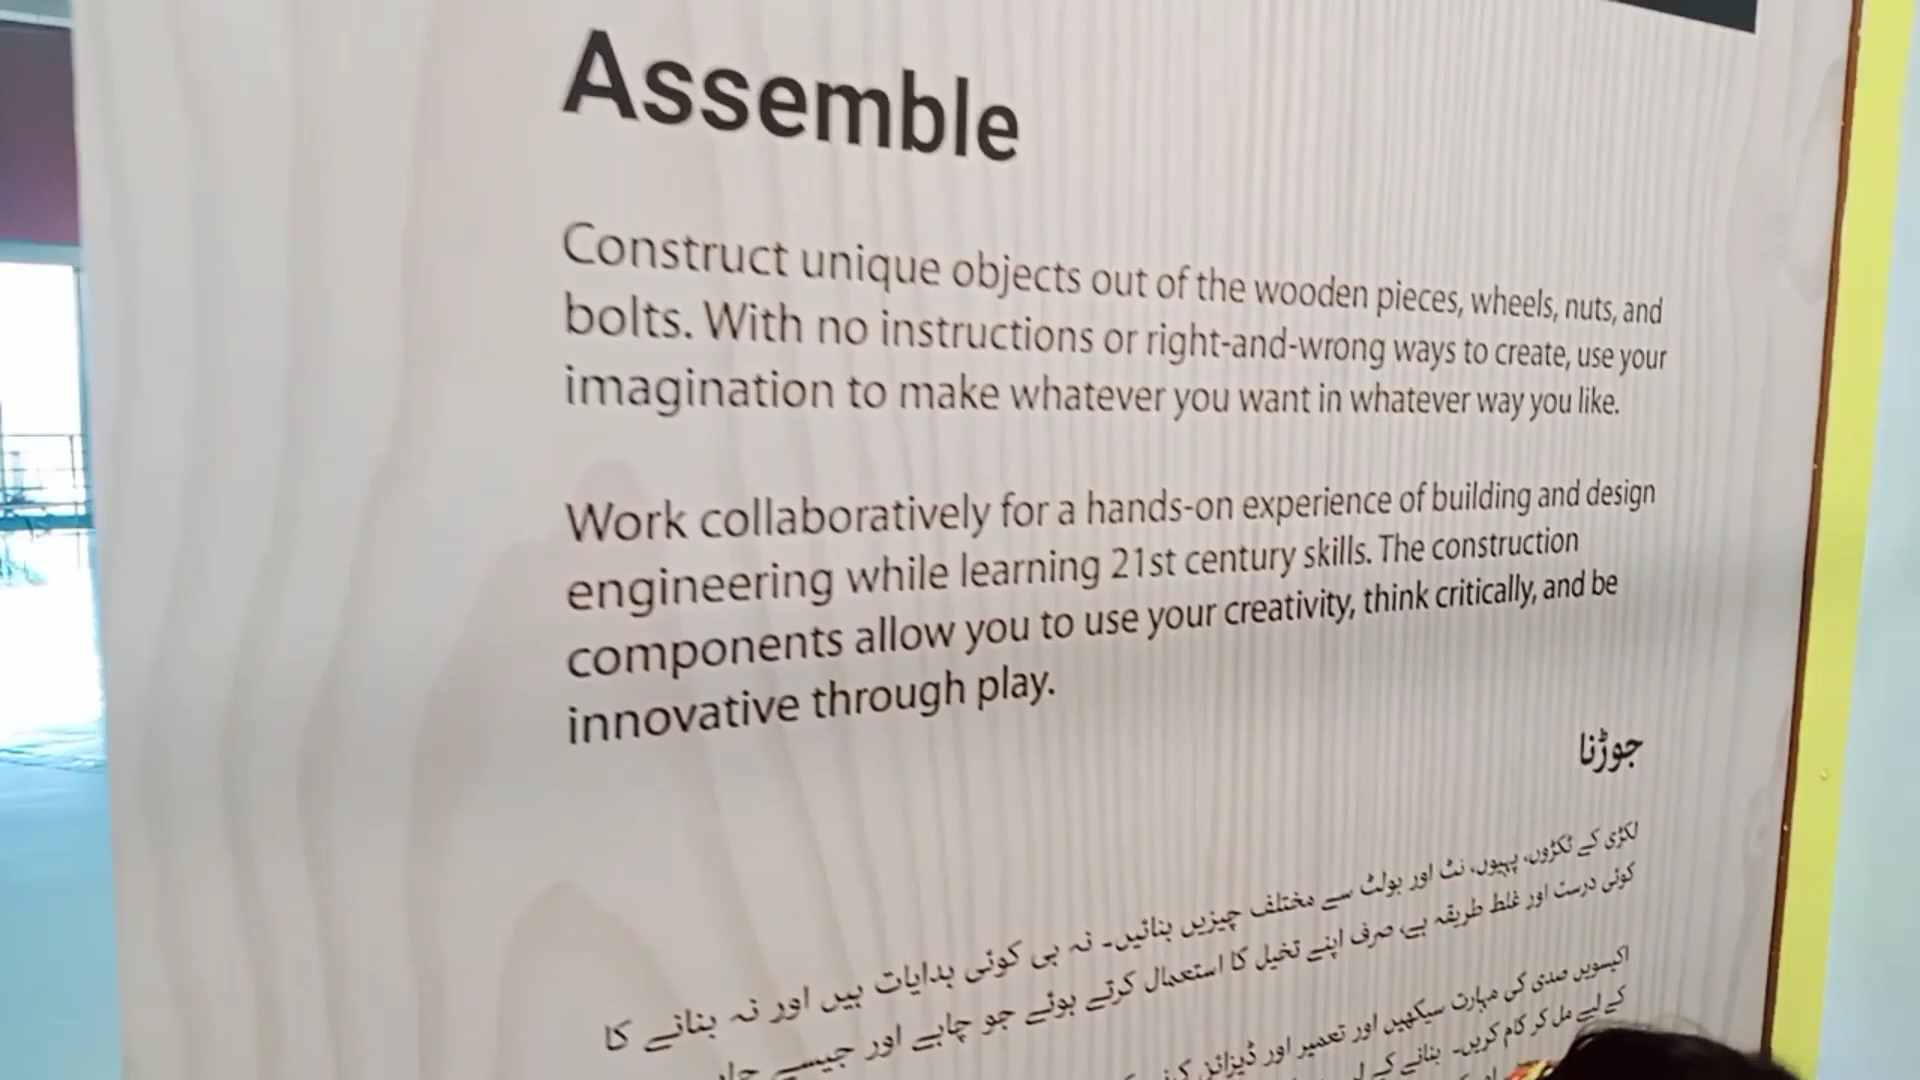 Assemble
Construct unique objects out of the wooden pieces, wheels, nuts, and
bolts. With no instructions or right-and-wrong ways to create, use your
imagination to make whatever you want in whatever way you like.
Work collaboratively for a hands-on experience of building and design
engineering while learning 21st century skills. The construction
components allow you to use your creativity, think critically, and be
innovative through play.
جوڑنا
لکڑی کے ٹکڑوں، پہیوں، نٹ اور بولٹ سے مختلف چیزیں بنائیں۔ نہ ہی کوئی ہدایات ہیں اور نہ بنانے کا
کوئی درست اور غلط طریقہ ہے، صرف اپنے تخیل کا استعمال کرتے ہوئے جو چاہے اور جیسے
اکیسویں صدی کی مہارت سیکھیں اور تعمیر اور ڈیزائن
کے لیے مل کر کام کریں۔ بنانے کے